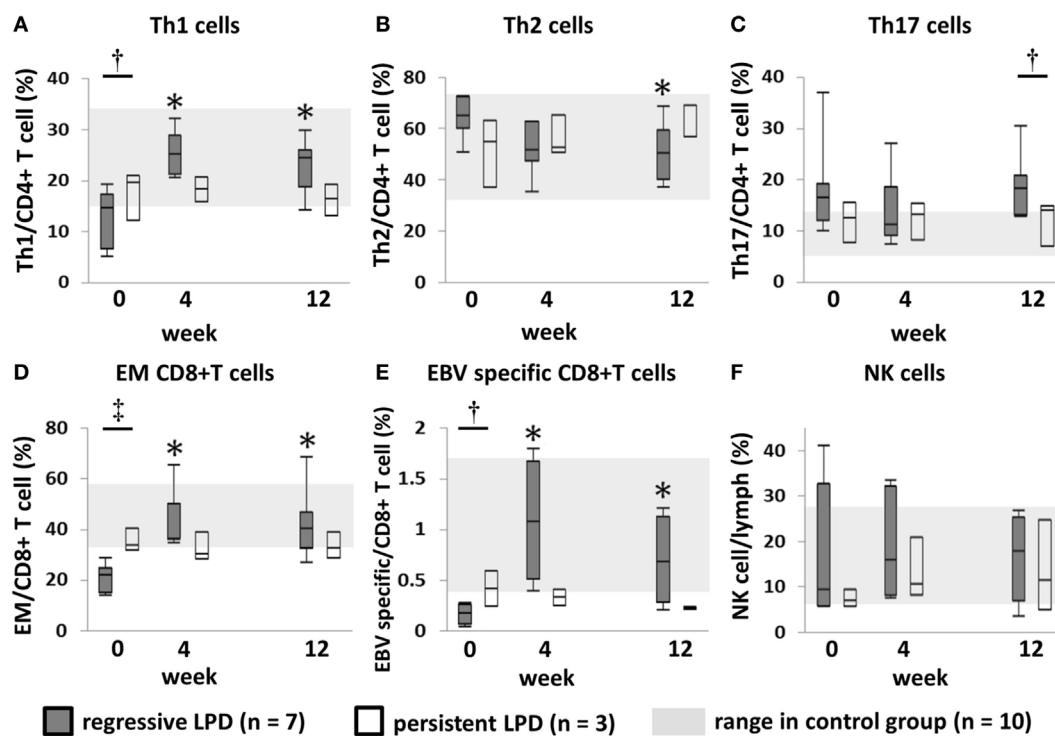 A Th1 cells
Th1/CD4+ T cell (%)
40
30
20
10
0
†
*
*
0 4 12
week
B Th2 cells
Th2/CD4+ T cell (%)
80
60
40
20
0
*
0 4 12
week
C Th17 cells
Th17/CD4+ T cell (%)
40
30
20
10
0
†
0 4 12
week
D EM CD8+T cells
EM/CD8+ T cell (%)
80
60
40
20
0
‡
*
*
0 4 12
week
E EBV specific CD8+T cells
EBV specific/CD8+ T cell (%)
2
1.5
1
0.5
0
†
*
*
0 4 12
week
F NK cells
NK cell/lymph (%)
40
30
20
10
0
0 4 12
week
regressive LPD (n = 7) persistent LPD (n = 3) range in control group (n = 10)